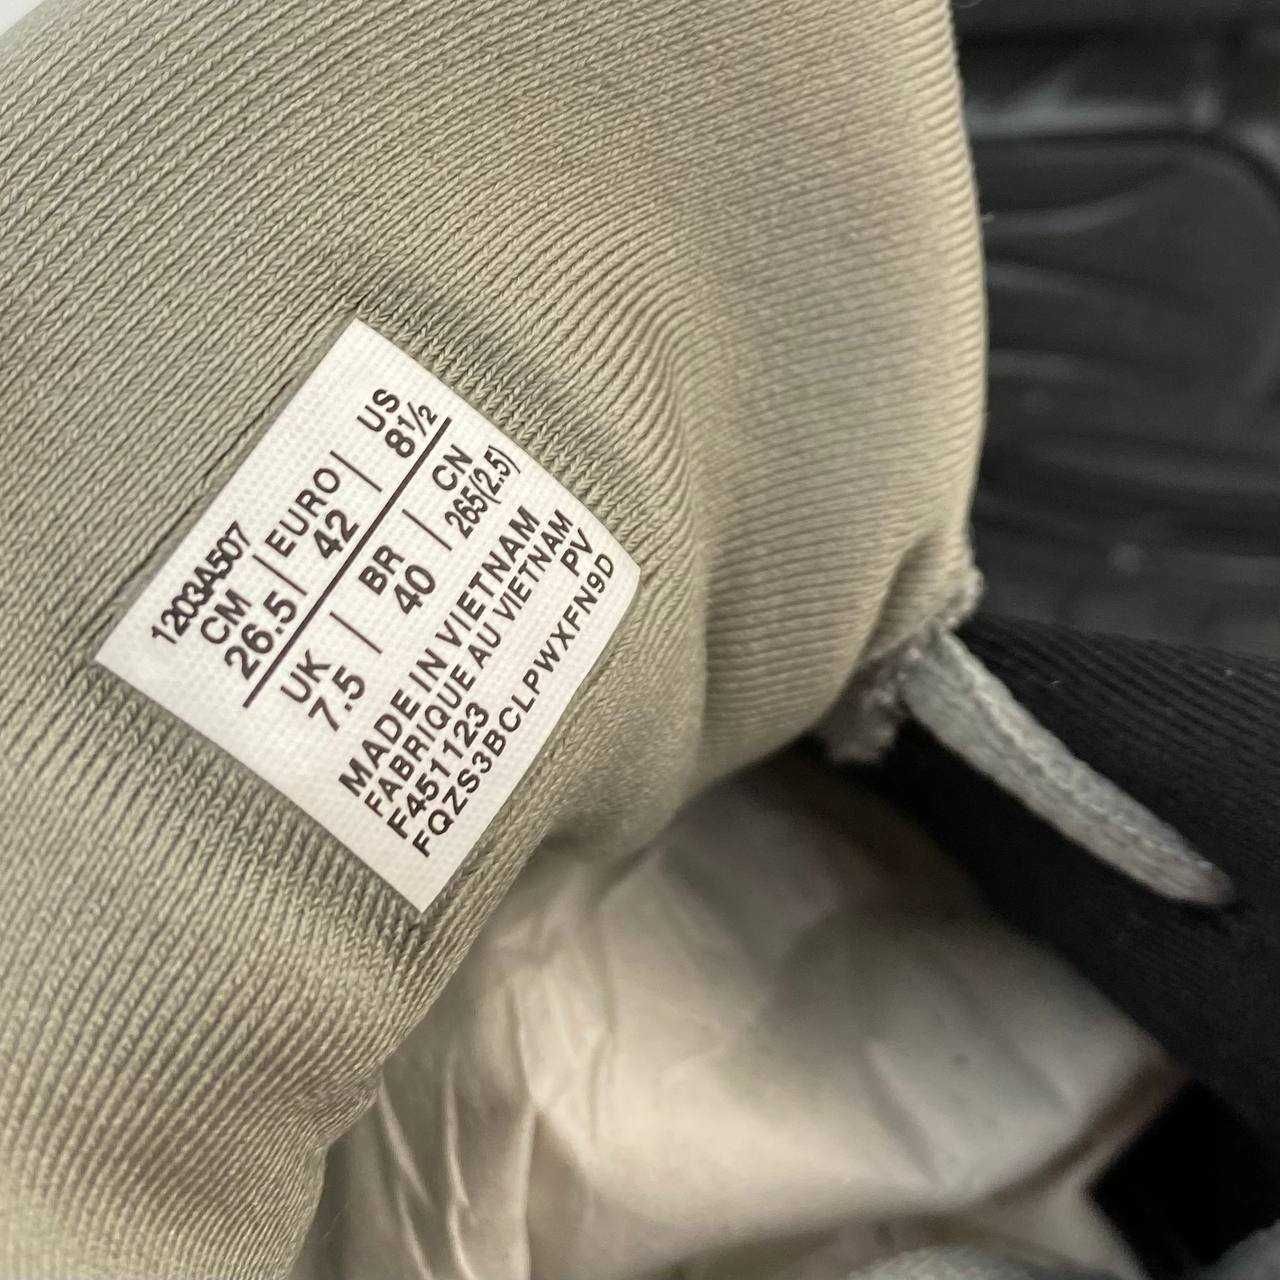 1203A507
CM | EURO | US
26.5 | 42 | 8½
UK | BR | CN
7.5 | 40 | 265(2.5)
MADE IN VIETNAM
FABRIQUE AU VIETNAM
F451123 PV
FQZS3BCLPWXFN9D